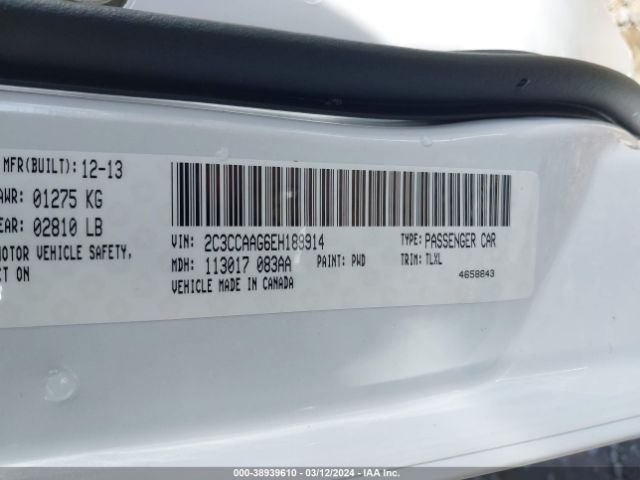 MFR(BUILT): 12-13
AWR: 01275 KG
EAR: 02810 LB
MOTOR VEHICLE SAFETY,
CT ON
VIN: 2C3CCAAG6EH189914 TYPE: PASSENGER CAR
MDH: 113017 083AA PAINT: PWD TRIM: TLXL
VEHICLE MADE IN CANADA 4658843
000-38939610 - 03/12/2024 - IAA Inc.